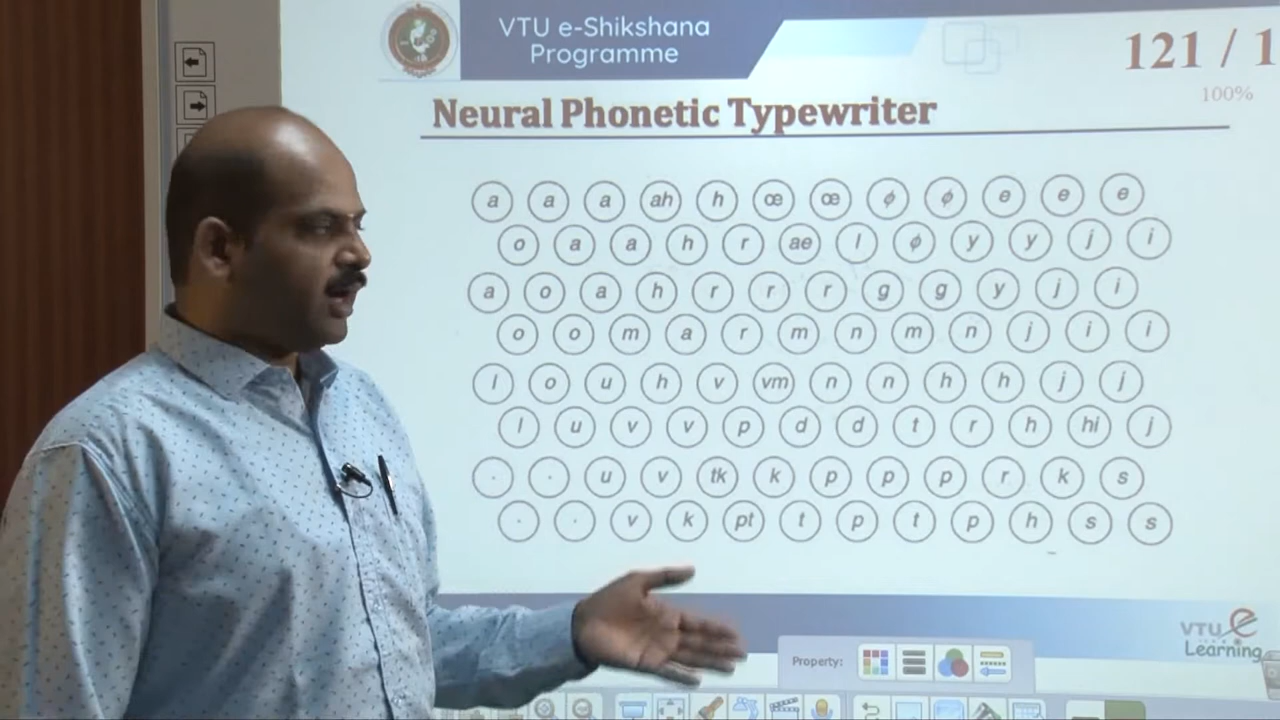 VTU e-Shikshana
Programme
121 / 1
100%
Neural Phonetic Typewriter
a a a ah h œ œ ϕ ϕ e e e
o a a h r ae l ϕ y y j i
a o a h r r r g g y j i
o o m a r m n m n j i i
l o u h v vm n n h h j j
l u v v p d d t r h hi j
· · u v tk k p p p r k s
· · v k pt t p t p h s s
VTU e
Learning
Property: